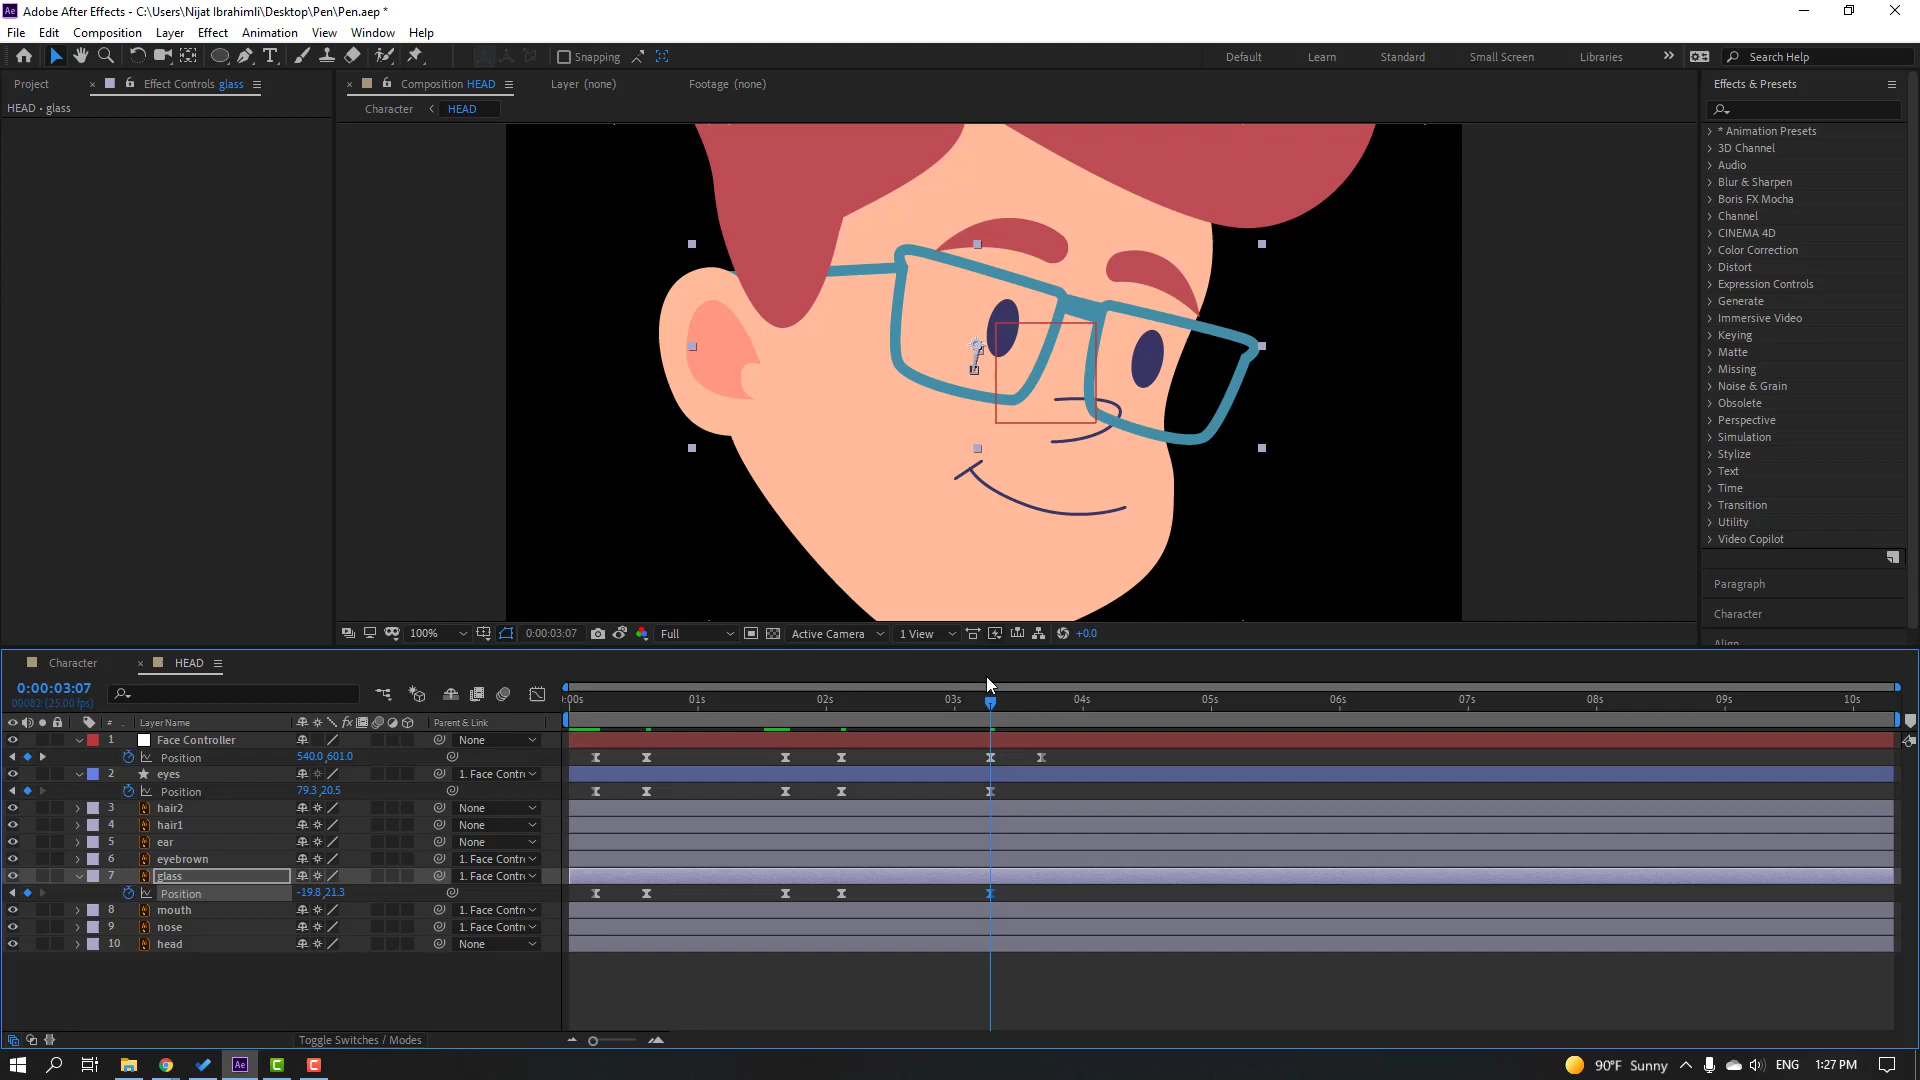 Adobe After Effects - C:\Users\Nijat Ibrahimli\Desktop\Pen\Pen.aep *
File Edit Composition Layer Effect Animation View Window Help
Snapping
Default Learn Standard Small Screen Libraries
Search Help
Project
Effect Controls glass
HEAD • glass
Composition HEAD
Layer (none)
Footage (none)
Character HEAD
Effects & Presets
* Animation Presets
3D Channel
Audio
Blur & Sharpen
Boris FX Mocha
Channel
CINEMA 4D
Color Correction
Distort
Expression Controls
Generate
Immersive Video
Keying
Matte
Missing
Noise & Grain
Obsolete
Perspective
Simulation
Stylize
Text
Time
Transition
Utility
Video Copilot
Paragraph
Character
Align
100% 0:00:03:07 Full Active Camera 1 View +0.0
Character HEAD
0:00:03:07
00082 (25.00 fps)
:00s 01s 02s 03s 04s 05s 06s 07s 08s 09s 10s
# . Layer Name Parent & Link
1 Face Controller None
Position 540.0,601.0
2 eyes 1. Face Contr
Position 79.3,20.5
3 hair2 None
4 hair1 None
5 ear None
6 eyebrown 1. Face Contr
7 glass 1. Face Contr
Position -19.8,21.3
8 mouth 1. Face Contr
9 nose 1. Face Contr
10 head None
Toggle Switches / Modes
90°F Sunny ENG 1:27 PM